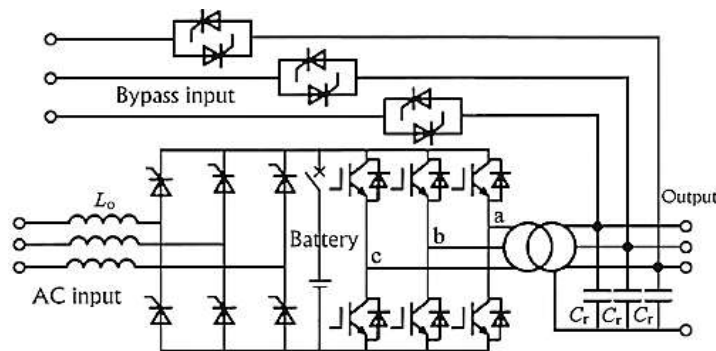 Bypass input
L₀
Output
a
b
Battery
c
AC input
Cr Cr Cr